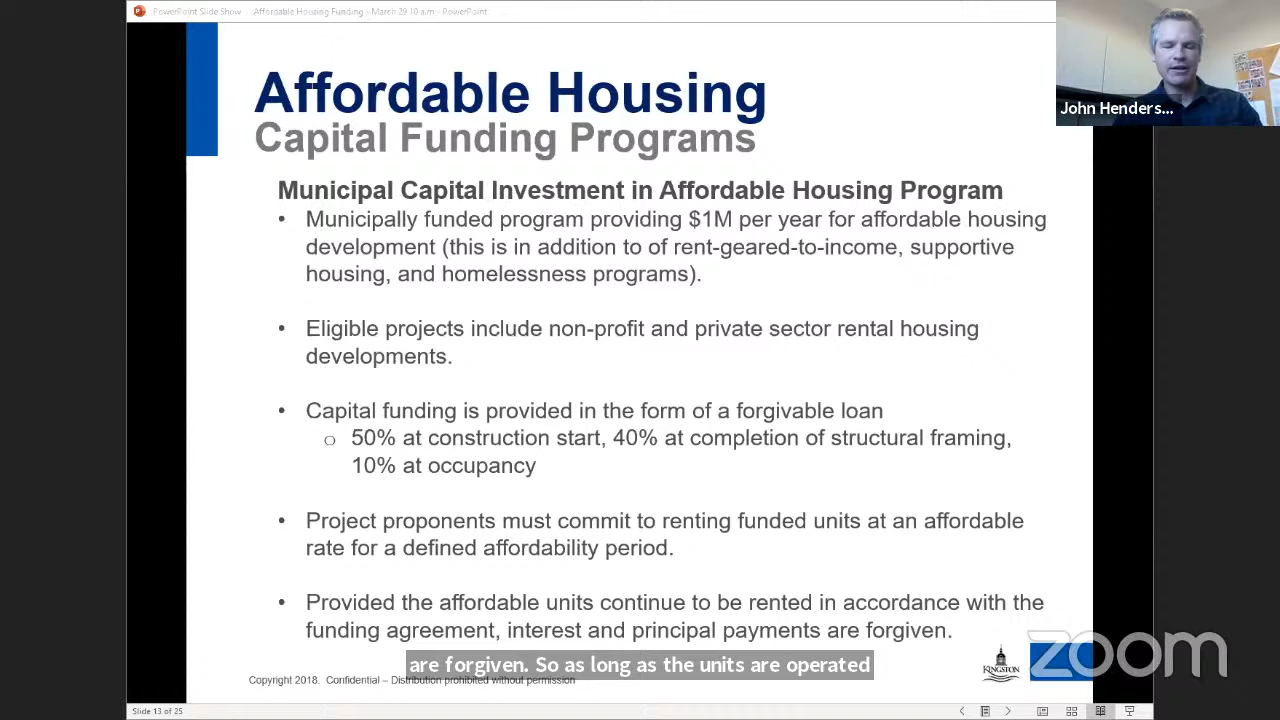 PowerPoint Slide Show - Affordable Housing Funding - March 29 10 a.m - PowerPoint
John Henders...
Affordable Housing
Capital Funding Programs
Municipal Capital Investment in Affordable Housing Program
• Municipally funded program providing $1M per year for affordable housing
development (this is in addition to of rent-geared-to-income, supportive
housing, and homelessness programs).
• Eligible projects include non-profit and private sector rental housing
developments.
• Capital funding is provided in the form of a forgivable loan
○ 50% at construction start, 40% at completion of structural framing,
10% at occupancy
• Project proponents must commit to renting funded units at an affordable
rate for a defined affordability period.
• Provided the affordable units continue to be rented in accordance with the
funding agreement, interest and principal payments are forgiven.
are forgiven. So as long as the units are operated
KINGSTON
zoom
Copyright 2018. Confidential – Distribution prohibited without permission
Slide 13 of 25